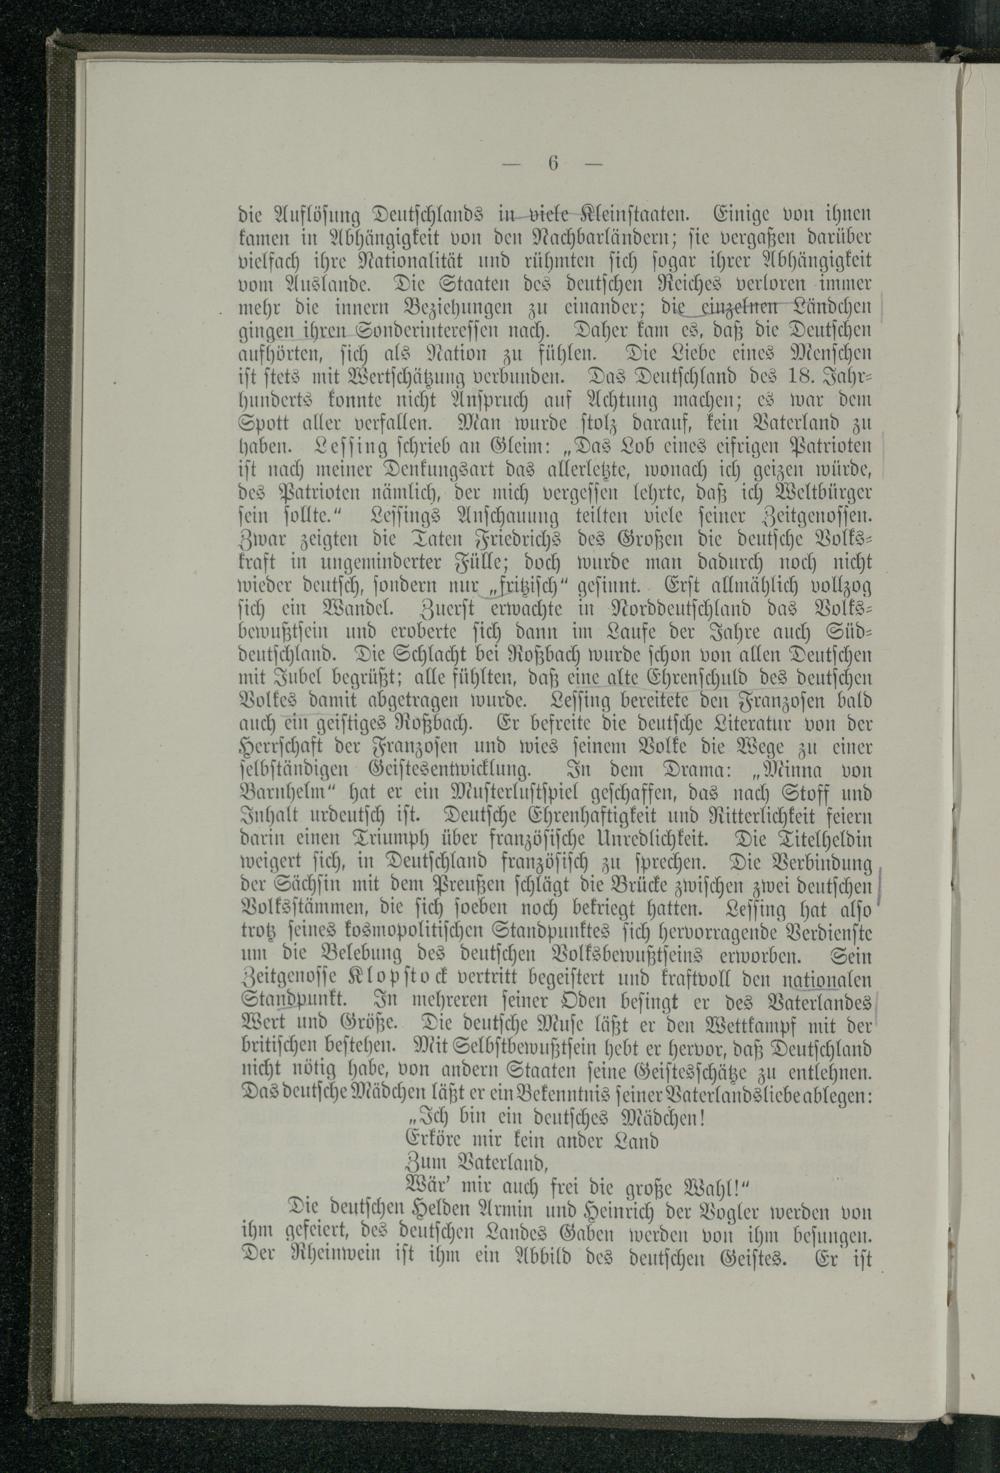 — 6 —
die Auflösung Deutschlands in viele Kleinstaaten. Einige von ihnen
kamen in Abhängigkeit von den Nachbarländern; sie vergaßen darüber
vielfach ihre Nationalität und rühmten sich sogar ihrer Abhängigkeit
vom Auslande. Die Staaten des deutschen Reiches verloren immer
mehr die innern Beziehungen zu einander; die einzelnen Ländchen
gingen ihren Sonderinteressen nach. Daher kam es, daß die Deutschen
aufhörten, sich als Nation zu fühlen. Die Liebe eines Menschen
ist stets mit Wertschätzung verbunden. Das Deutschland des 18. Jahr-
hunderts konnte nicht Anspruch auf Achtung machen; es war dem
Spott aller verfallen. Man wurde stolz darauf, kein Vaterland zu
haben. Lessing schrieb an Gleim: „Das Lob eines eifrigen Patrioten
ist nach meiner Denkungsart das allerletzte, wonach ich geizen würde,
des Patrioten nämlich, der mich vergessen lehrte, daß ich Weltbürger
sein sollte.“ Lessings Anschauung teilten viele seiner Zeitgenossen.
Zwar zeigten die Taten Friedrichs des Großen die deutsche Volks-
kraft in ungeminderter Fülle; doch wurde man dadurch noch nicht
wieder deutsch, sondern nur „fritzisch“ gesinnt. Erst allmählich vollzog
sich ein Wandel. Zuerst erwachte in Norddeutschland das Volks-
bewußtsein und eroberte sich dann im Laufe der Jahre auch Süd-
deutschland. Die Schlacht bei Roßbach wurde schon von allen Deutschen
mit Jubel begrüßt; alle fühlten, daß eine alte Ehrenschuld des deutschen
Volkes damit abgetragen wurde. Lessing bereitete den Franzosen bald
auch ein geistiges Roßbach. Er befreite die deutsche Literatur von der
Herrschaft der Franzosen und wies seinem Volke die Wege zu einer
selbständigen Geistesentwicklung. In dem Drama: „Minna von
Barnhelm“ hat er ein Musterlustspiel geschaffen, das nach Stoff und
Inhalt urdeutsch ist. Deutsche Ehrenhaftigkeit und Ritterlichkeit feiern
darin einen Triumph über französische Unredlichkeit. Die Titelheldin
weigert sich, in Deutschland französisch zu sprechen. Die Verbindung
der Sächsin mit dem Preußen schlägt die Brücke zwischen zwei deutschen
Volksstämmen, die sich soeben noch bekriegt hatten. Lessing hat also
trotz seines kosmopolitischen Standpunktes sich hervorragende Verdienste
um die Belebung des deutschen Volksbewußtseins erworben. Sein
Zeitgenosse Klopstock vertritt begeistert und kraftvoll den nationalen
Standpunkt. In mehreren seiner Oden besingt er des Vaterlandes
Wert und Größe. Die deutsche Muse läßt er den Wettkampf mit der
britischen bestehen. Mit Selbstbewußtsein hebt er hervor, daß Deutschland
nicht nötig habe, von andern Staaten seine Geistesschätze zu entlehnen.
Das deutsche Mädchen läßt er ein Bekenntnis seiner Vaterlandsliebe ablegen:
„Ich bin ein deutsches Mädchen!
Erköre mir kein ander Land
Zum Vaterland,
Wär’ mir auch frei die große Wahl!“
Die deutschen Helden Armin und Heinrich der Vogler werden von
ihm gefeiert, des deutschen Landes Gaben werden von ihm besungen.
Der Rheinwein ist ihm ein Abbild des deutschen Geistes. Er ist